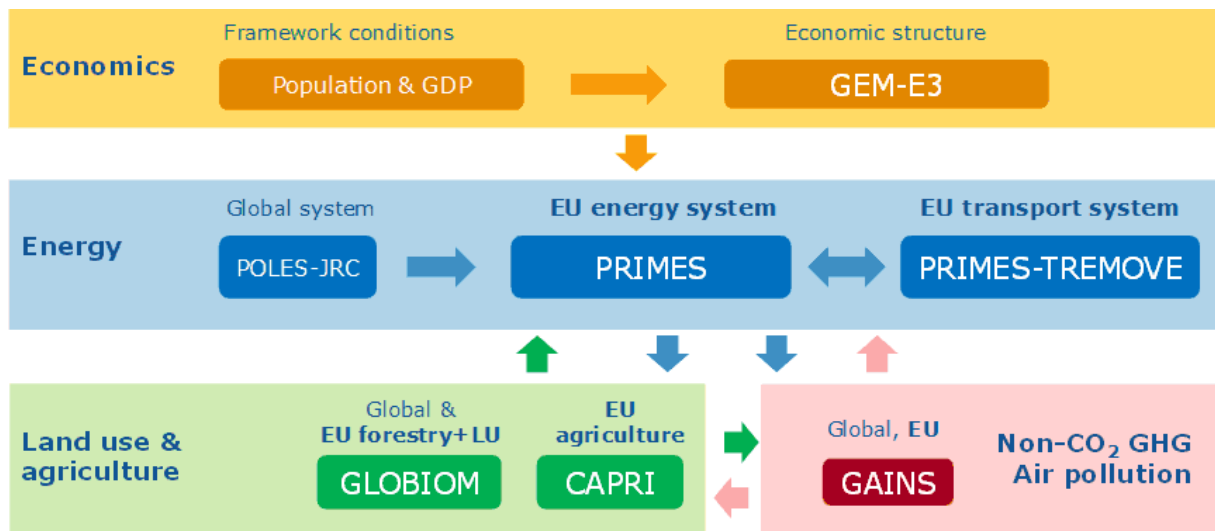 Framework conditions
Economic structure
Economics
Population & GDP
GEM-E3
Global system
EU energy system
EU transport system
Energy
POLES-JRC
PRIMES
PRIMES-TREMOVE
Global &
EU forestry+LU
EU
agriculture
Land use &
agriculture
GLOBIOM
CAPRI
Global, EU
GAINS
Non-CO₂ GHG
Air pollution